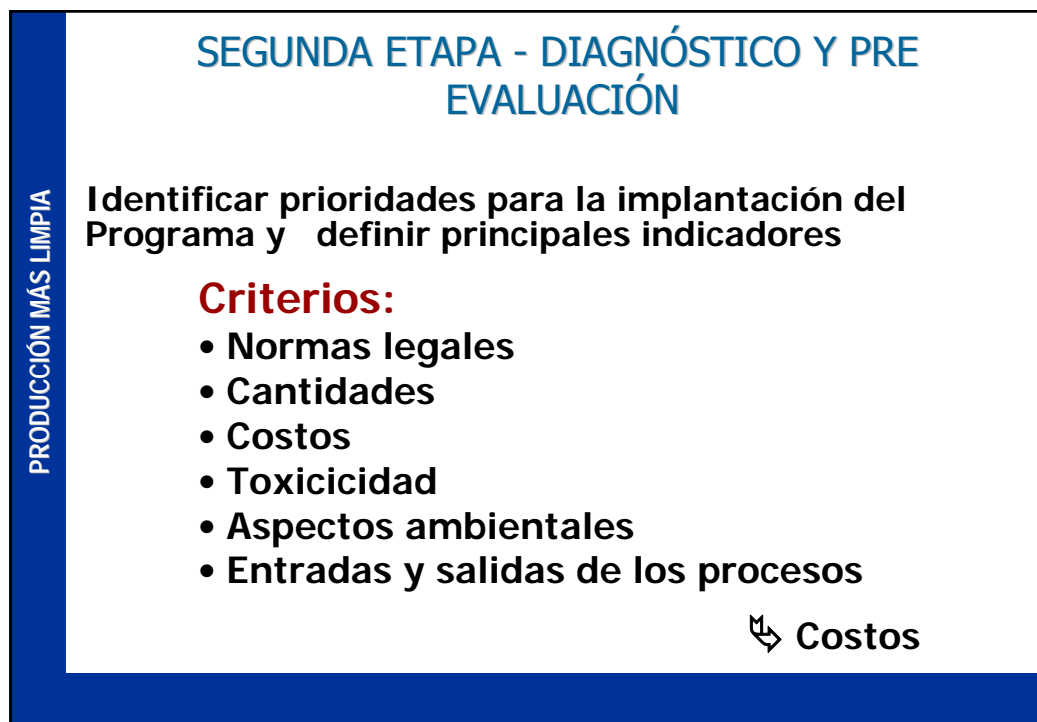 SEGUNDA ETAPA - DIAGNÓSTICO Y PRE
EVALUACIÓN
PRODUCCIÓN MÁS LIMPIA
Identificar prioridades para la implantación del
Programa y definir principales indicadores
Criterios:
• Normas legales
• Cantidades
• Costos
• Toxicicidad
• Aspectos ambientales
• Entradas y salidas de los procesos
↳ Costos